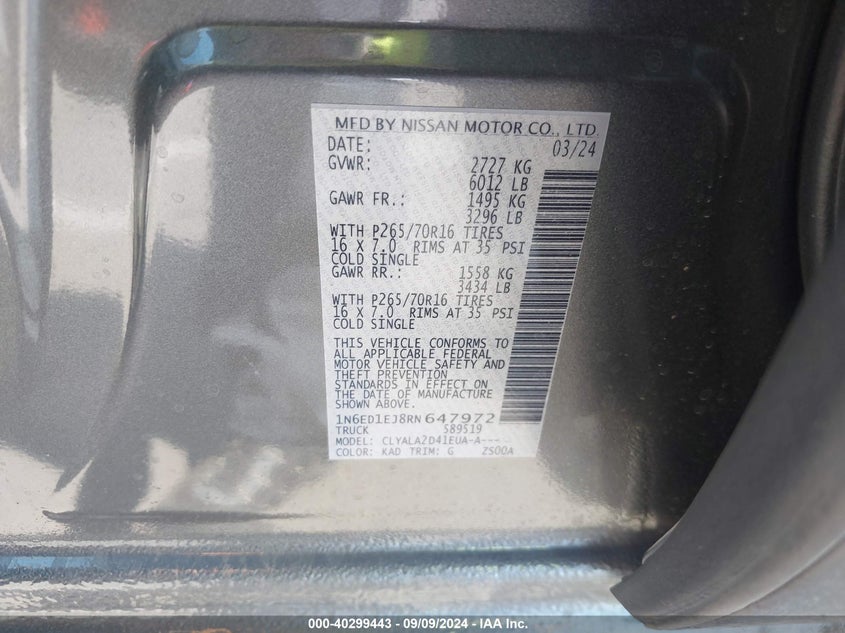 MFD BY NISSAN MOTOR CO., LTD.
DATE: 03/24
GVWR: 2727 KG
6012 LB
GAWR FR.: 1495 KG
3296 LB
WITH P265/70R16 TIRES
16 X 7.0 RIMS AT 35 PSI
COLD SINGLE
GAWR RR.: 1558 KG
3434 LB
WITH P265/70R16 TIRES
16 X 7.0 RIMS AT 35 PSI
COLD SINGLE
THIS VEHICLE CONFORMS TO
ALL APPLICABLE FEDERAL
MOTOR VEHICLE SAFETY AND
THEFT PREVENTION
STANDARDS IN EFFECT ON
THE DATE OF MANUFACTURE
SHOWN ABOVE.
1N6ED1EJ8RN647972
TRUCK 589519
MODEL: CLYALA2D41EUA-A---
COLOR: KAD TRIM: G Z500A
000-40299443 - 09/09/2024 - IAA Inc.